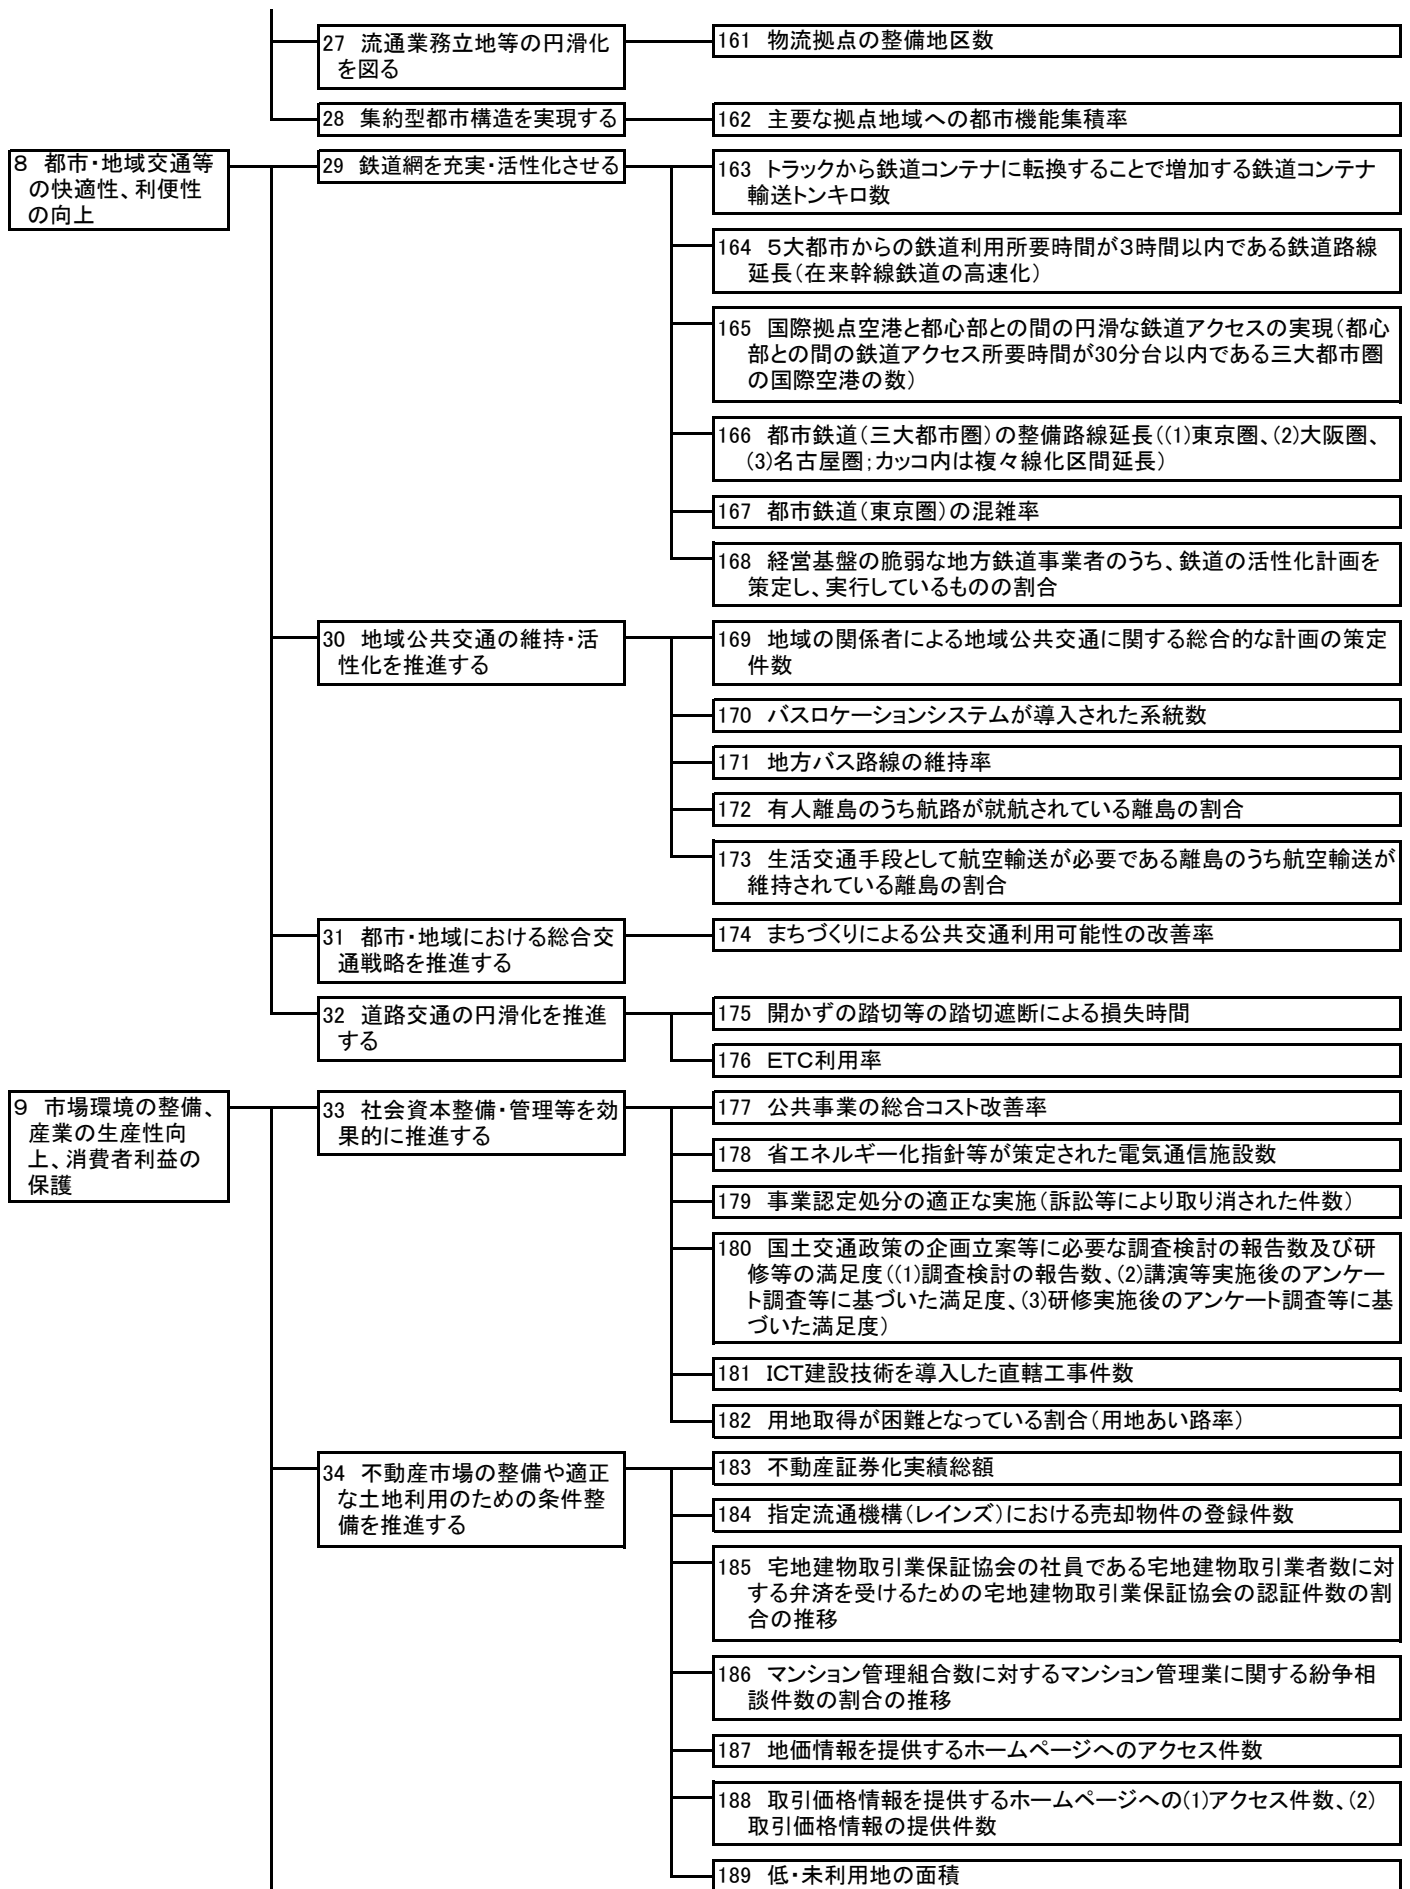 27 流通業務立地等の円滑化
を図る
161 物流拠点の整備地区数
28 集約型都市構造を実現する
162 主要な拠点地域への都市機能集積率
8 都市・地域交通等
の快適性、利便性
の向上
29 鉄道網を充実・活性化させる
163 トラックから鉄道コンテナに転換することで増加する鉄道コンテナ
輸送トンキロ数
164 5大都市からの鉄道利用所要時間が3時間以内である鉄道路線
延長（在来幹線鉄道の高速化）
165 国際拠点空港と都心部との間の円滑な鉄道アクセスの実現（都心
部との間の鉄道アクセス所要時間が30分台以内である三大都市圏
の国際空港の数）
166 都市鉄道（三大都市圏）の整備路線延長((1)東京圏、(2)大阪圏、
(3)名古屋圏；カッコ内は複々線化区間延長）
167 都市鉄道（東京圏）の混雑率
168 経営基盤の脆弱な地方鉄道事業者のうち、鉄道の活性化計画を
策定し、実行しているものの割合
30 地域公共交通の維持・活
性化を推進する
169 地域の関係者による地域公共交通に関する総合的な計画の策定
件数
170 バスロケーションシステムが導入された系統数
171 地方バス路線の維持率
172 有人離島のうち航路が就航されている離島の割合
173 生活交通手段として航空輸送が必要である離島のうち航空輸送が
維持されている離島の割合
31 都市・地域における総合交
通戦略を推進する
174 まちづくりによる公共交通利用可能性の改善率
32 道路交通の円滑化を推進
する
175 開かずの踏切等の踏切遮断による損失時間
176 ETC利用率
9 市場環境の整備、
産業の生産性向
上、消費者利益の
保護
33 社会資本整備・管理等を効
果的に推進する
177 公共事業の総合コスト改善率
178 省エネルギー化指針等が策定された電気通信施設数
179 事業認定処分の適正な実施（訴訟等により取り消された件数）
180 国土交通政策の企画立案等に必要な調査検討の報告数及び研
修等の満足度((1)調査検討の報告数、(2)講演等実施後のアンケー
ト調査等に基づいた満足度、(3)研修実施後のアンケート調査等に基
づいた満足度）
181 ICT建設技術を導入した直轄工事件数
182 用地取得が困難となっている割合（用地あい路率）
34 不動産市場の整備や適正
な土地利用のための条件整
備を推進する
183 不動産証券化実績総額
184 指定流通機構（レインズ）における売却物件の登録件数
185 宅地建物取引業保証協会の社員である宅地建物取引業者数に対
する弁済を受けるための宅地建物取引業保証協会の認証件数の割
合の推移
186 マンション管理組合数に対するマンション管理業に関する紛争相
談件数の割合の推移
187 地価情報を提供するホームページへのアクセス件数
188 取引価格情報を提供するホームページへの(1)アクセス件数、(2)
取引価格情報の提供件数
189 低・未利用地の面積